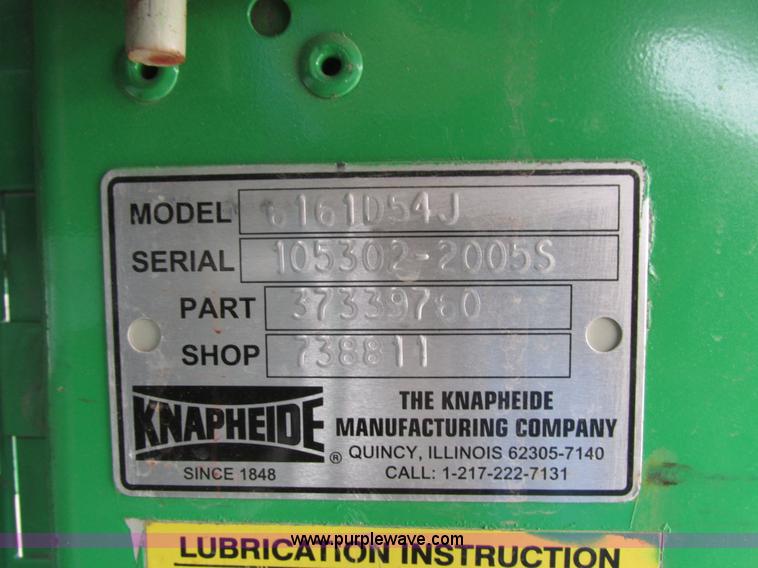 MODEL 6161D54J
SERIAL 105302-2005S
PART 37339760
SHOP 738811
KNAPHEIDE ®
SINCE 1848
THE KNAPHEIDE
MANUFACTURING COMPANY
QUINCY, ILLINOIS 62305-7140
CALL: 1-217-222-7131
www.purplewave.com
LUBRICATION INSTRUCTION